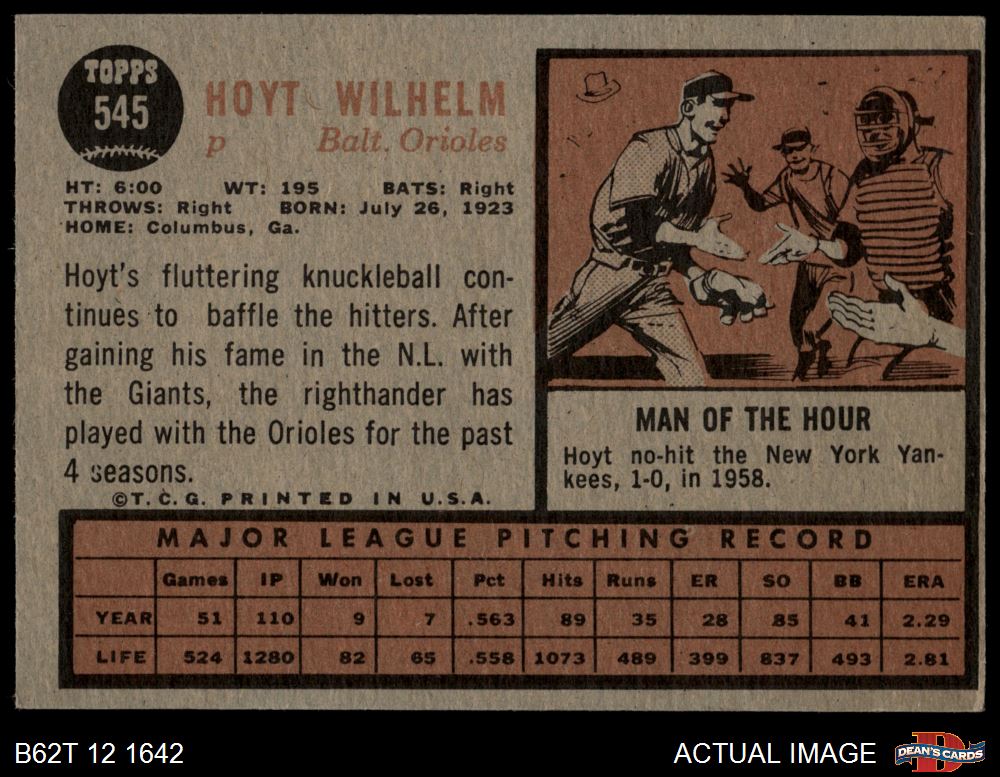 TOPPS
545
HOYT WILHELM
p Balt. Orioles
HT: 6:00 WT: 195 BATS: Right
THROWS: Right BORN: July 26, 1923
HOME: Columbus, Ga.
Hoyt's fluttering knuckleball con-
tinues to baffle the hitters. After
gaining his fame in the N.L. with
the Giants, the righthander has
played with the Orioles for the past
4 seasons.
©T.C.G. PRINTED IN U.S.A.
MAN OF THE HOUR
Hoyt no-hit the New York Yan-
kees, 1-0, in 1958.
MAJOR LEAGUE PITCHING RECORD
Games IP Won Lost Pct Hits Runs ER SO BB ERA
YEAR 51 110 9 7 .563 89 35 28 85 41 2.29
LIFE 524 1280 82 65 .558 1073 489 399 837 493 2.81
B62T 12 1642 ACTUAL IMAGE
D
DEAN'S CARDS